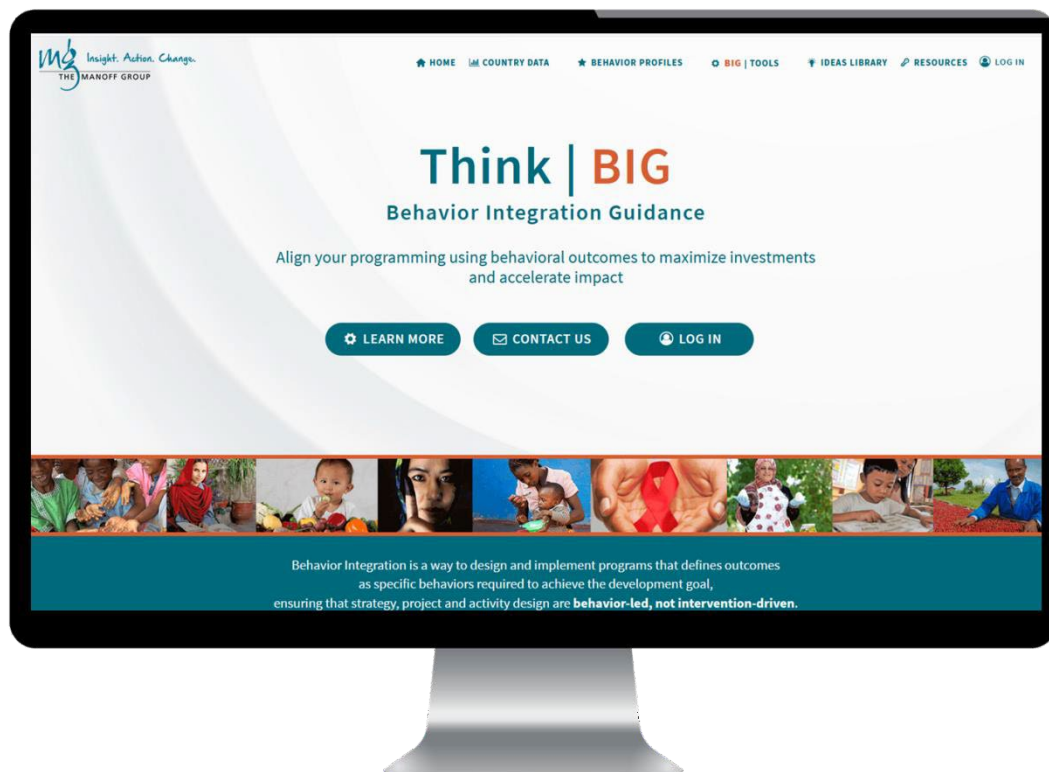 mg Insight. Action. Change.
THE MANOFF GROUP
HOME COUNTRY DATA BEHAVIOR PROFILES BIG | TOOLS IDEAS LIBRARY RESOURCES LOG IN
Think | BIG
Behavior Integration Guidance
Align your programming using behavioral outcomes to maximize investments
and accelerate impact
LEARN MORE CONTACT US LOG IN
Behavior Integration is a way to design and implement programs that defines outcomes
as specific behaviors required to achieve the development goal,
ensuring that strategy, project and activity design are behavior-led, not intervention-driven.